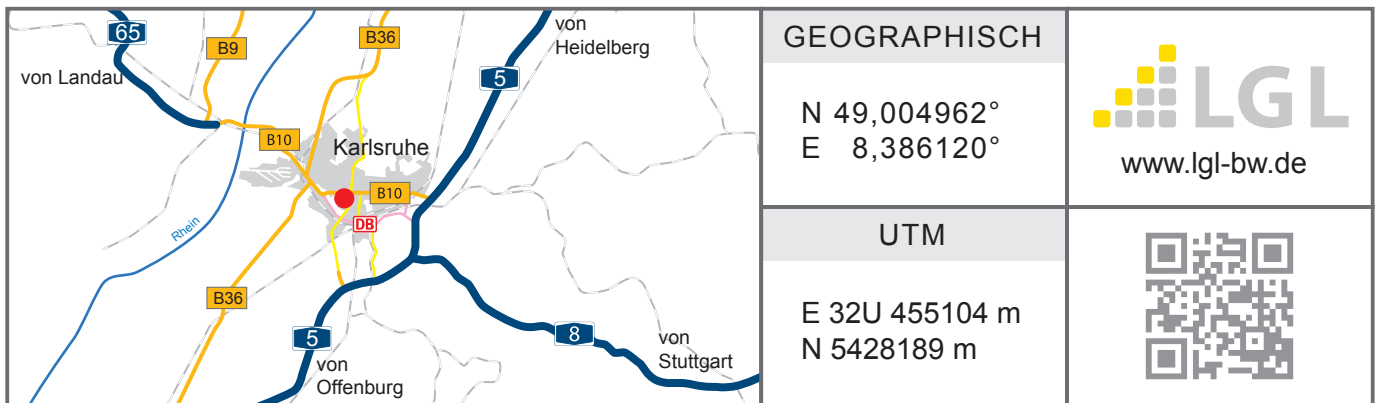 65
B9
B36
von
Heidelberg
von Landau
5
B10
Karlsruhe
B10
Rhein
DB
B36
5
8
von
Stuttgart
von
Offenburg
GEOGRAPHISCH
N 49,004962°
E 8,386120°
LGL
www.lgl-bw.de
UTM
E 32U 455104 m
N 5428189 m